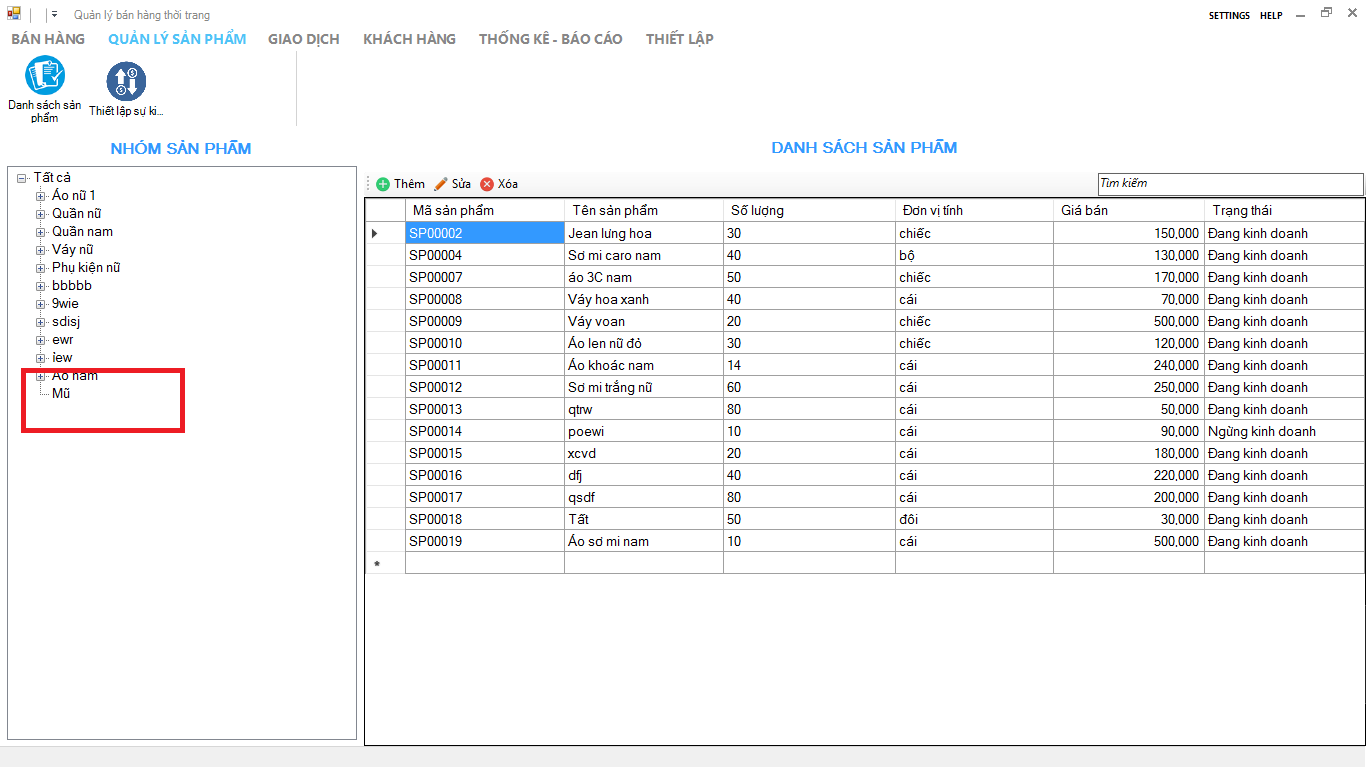 Quản lý bán hàng thời trang
SETTINGS HELP
BÁN HÀNG QUẢN LÝ SẢN PHẨM GIAO DỊCH KHÁCH HÀNG THỐNG KÊ - BÁO CÁO THIẾT LẬP
Danh sách sản phẩm
Thiết lập sự ki...
NHÓM SẢN PHẨM
Tất cả
Áo nữ 1
Quần nữ
Quần nam
Váy nữ
Phụ kiện nữ
bbbbb
9wie
sdisj
ewr
iew
Áo nam
Mũ
DANH SÁCH SẢN PHẨM
Thêm Sửa Xóa
Tìm kiếm
Mã sản phẩm Tên sản phẩm Số lượng Đơn vị tính Giá bán Trạng thái
SP00002 Jean lưng hoa 30 chiếc 150,000 Đang kinh doanh
SP00004 Sơ mi caro nam 40 bộ 130,000 Đang kinh doanh
SP00007 áo 3C nam 50 chiếc 170,000 Đang kinh doanh
SP00008 Váy hoa xanh 40 cái 70,000 Đang kinh doanh
SP00009 Váy voan 20 chiếc 500,000 Đang kinh doanh
SP00010 Áo len nữ đỏ 30 chiếc 120,000 Đang kinh doanh
SP00011 Áo khoác nam 14 cái 240,000 Đang kinh doanh
SP00012 Sơ mi trắng nữ 60 cái 250,000 Đang kinh doanh
SP00013 qtrw 80 cái 50,000 Đang kinh doanh
SP00014 poewi 10 cái 90,000 Ngừng kinh doanh
SP00015 xcvd 20 cái 180,000 Đang kinh doanh
SP00016 dfj 40 cái 220,000 Đang kinh doanh
SP00017 qsdf 80 cái 200,000 Đang kinh doanh
SP00018 Tất 50 đôi 30,000 Đang kinh doanh
SP00019 Áo sơ mi nam 10 cái 500,000 Đang kinh doanh